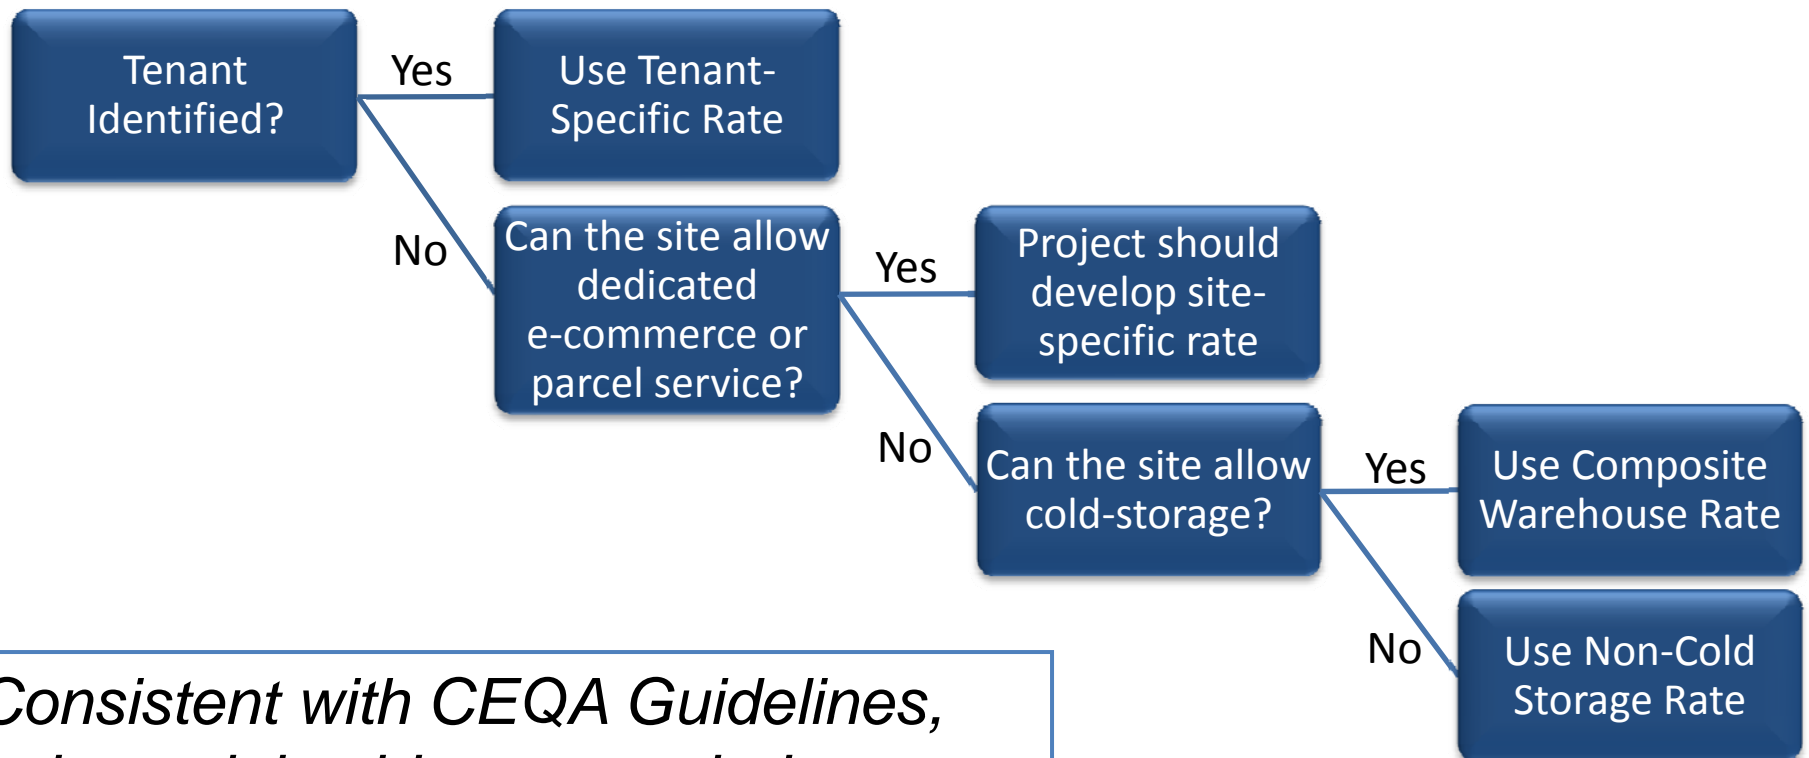 Tenant
Identified?
Yes
Use Tenant-
Specific Rate
No
Can the site allow
dedicated
e-commerce or
parcel service?
Yes
Project should
develop site-
specific rate
No
Can the site allow
cold-storage?
Yes
Use Composite
Warehouse Rate
No
Use Non-Cold
Storage Rate
Consistent with CEQA Guidelines,